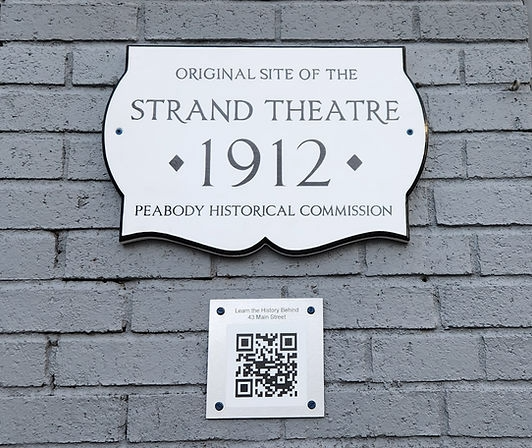 ORIGINAL SITE OF THE
STRAND THEATRE
1912
PEABODY HISTORICAL COMMISSION
Learn the History Behind
43 Main Street